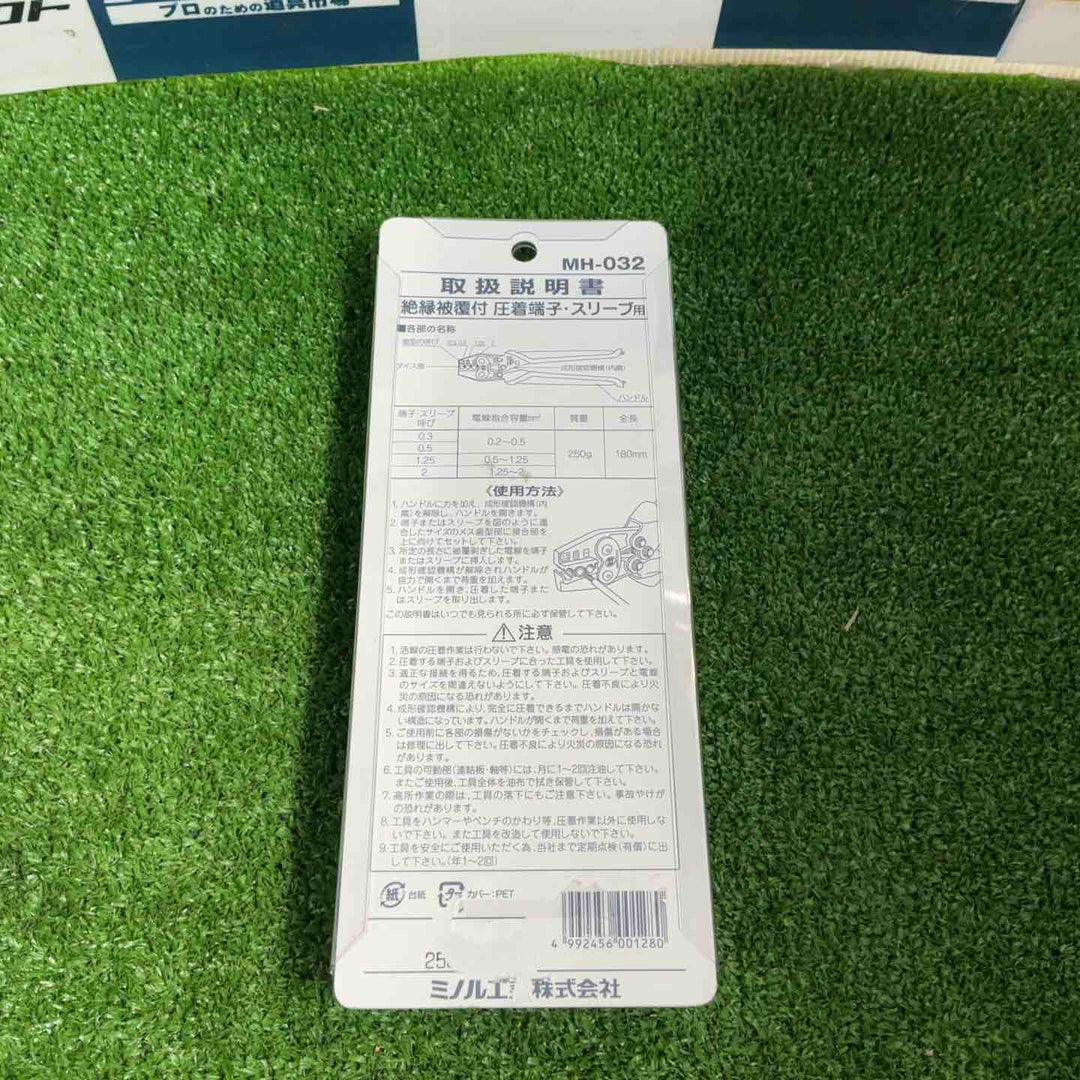 プロのための道具市場
MH-032
取扱説明書
絶縁被覆付 圧着端子・スリーブ用
■各部の名称
歯型の呼び
ダイス部
成形確認機構(内蔵)
ハンドル
端子・スリーブ呼び 電線抱合容量mm² 質量 全長
0.3 0.2〜0.5 250g 180mm
0.5
1.25 0.5〜1.25
2 1.25〜2
《使用方法》
1. ハンドルに力を加え、成形確認機構(内
蔵)を解除し、ハンドルを開きます。
2. 端子またはスリーブを図のように適
合したサイズのメス歯型部に接合部を
上に向けてセットして下さい。
3. 所定の長さに被覆剥ぎした電線を端子
またはスリーブに挿入します。
4. 成形確認機構が解除されハンドルが
自力で開くまで荷重を加えます。
5. ハンドルを開き、圧着した端子また
はスリーブを取り出します。
この説明書はいつでも見られる所に必ず保管して下さい。
注意
1. 活線の圧着作業は行わないで下さい。感電の恐れがあります。
2. 圧着する端子およびスリーブに合った工具を使用して下さい。
3. 適正な接続を得るため、圧着する端子およびスリーブと電線
のサイズを間違えないようにして下さい。圧着不良により火
災の原因になる恐れがあります。
4. 成形確認機構により、完全に圧着できるまでハンドルは開かな
い構造になっています。ハンドルが開くまで荷重を加えて下さい。
5. ご使用前に各部の損傷がないかをチェックし、損傷がある場合
は修理に出して下さい。圧着不良により火災の原因になる恐れ
があります。
6. 工具の可動部(連結板・軸等)には、月に1〜2回注油して下さい。
またご使用後、工具全体を油布で拭き保管して下さい。
7. 高所作業の際は、工具の落下にもご注意下さい。事故やけが
の恐れがあります。
8. 工具をハンマーやペンチのかわり等、圧着作業以外に使用しな
いで下さい。また工具を改造して使用しないで下さい。
9. 工具を安全にご使用いただく為、当社まで定期点検(有償)に出
して下さい。(年1〜2回)
紙 台紙 プラ カバー:PET
4 992456 001280
25
ミノル工 株式会社